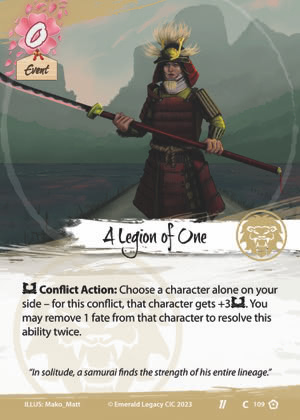 0
Event
A Legion of One
Conflict Action: Choose a character alone on your
side – for this conflict, that character gets +3. You
may remove 1 fate from that character to resolve this
ability twice.
"In solitude, a samurai finds the strength of his entire lineage."
ILLUS: Mako_Matt © Emerald Legacy CIC 2023 C 109